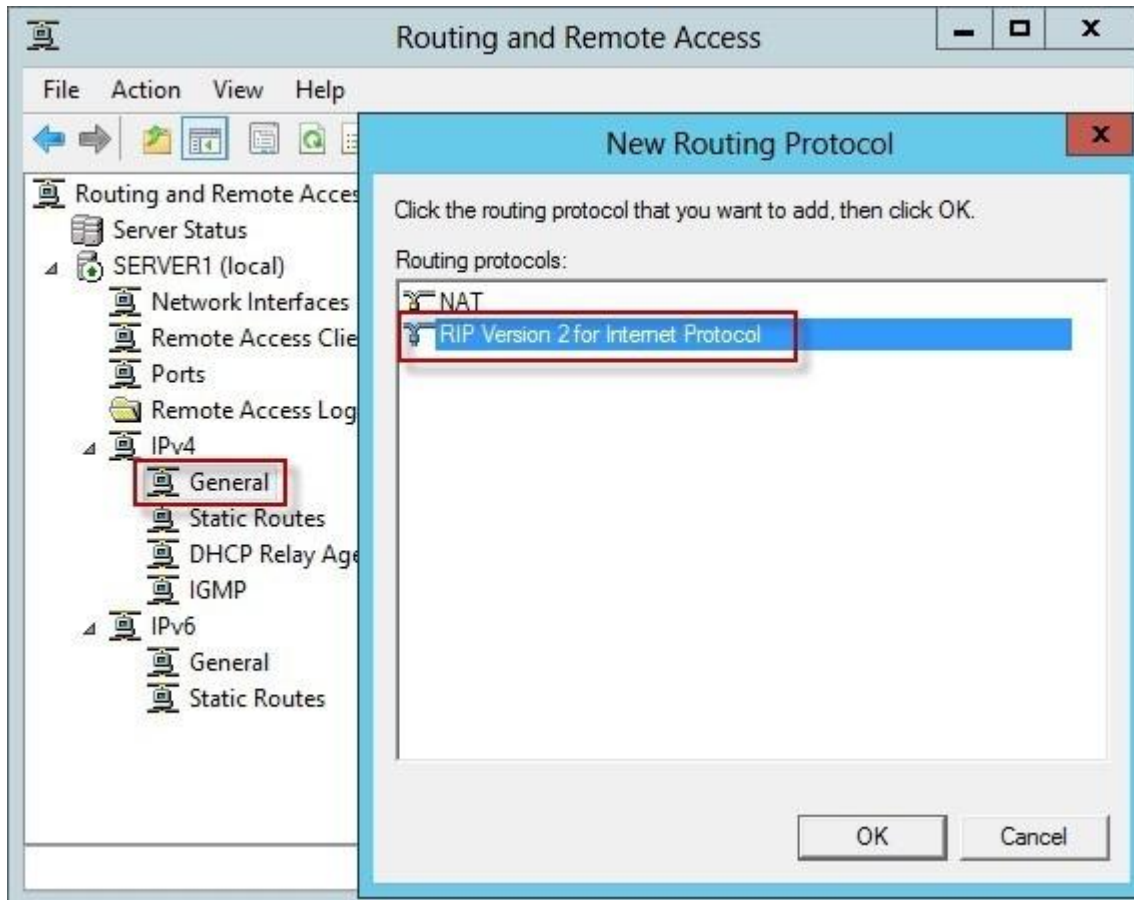 Routing and Remote Access
File Action View Help
New Routing Protocol
Routing and Remote Acces
Server Status
SERVER1 (local)
Network Interfaces
Remote Access Clie
Ports
Remote Access Log
IPv4
General
Static Routes
DHCP Relay Age
IGMP
IPv6
General
Static Routes
Click the routing protocol that you want to add, then click OK.
Routing protocols:
NAT
RIP Version 2 for Internet Protocol
OK Cancel